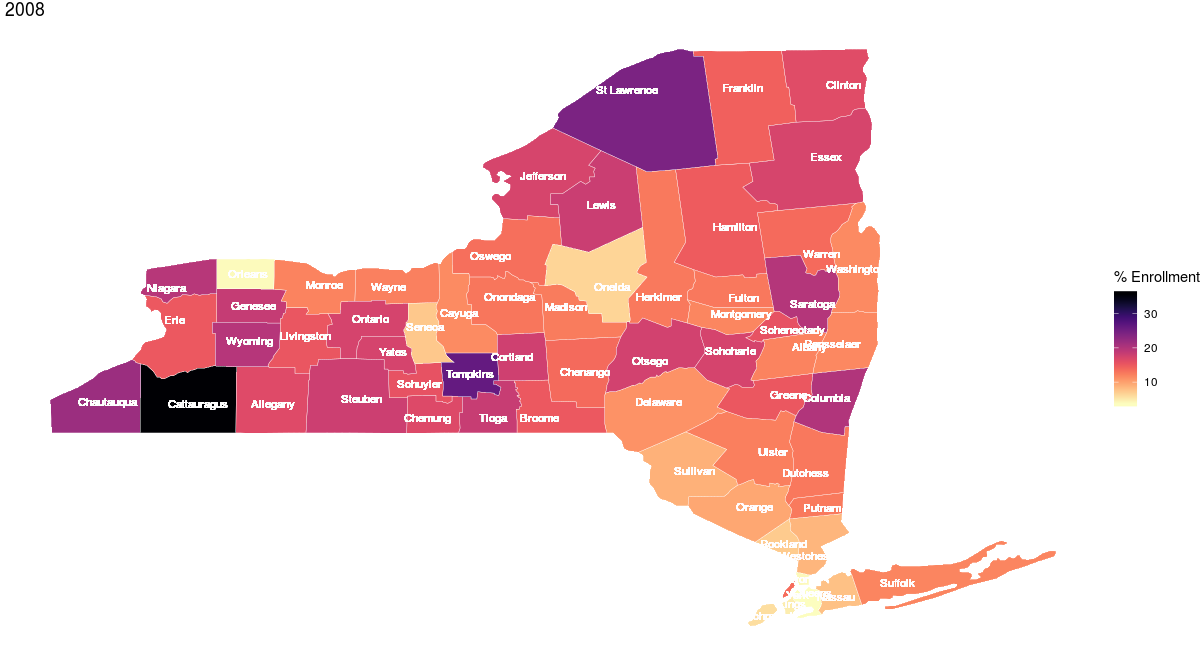 2008
St Lawrence
Franklin
Clinton
Essex
Jefferson
Lewis
Hamilton
Oswego
Warren
Washington
Orleans
Niagara
Monroe
Wayne
Oneida
Herkimer
Fulton
Saratoga
Genesee
Onondaga
Madison
Cayuga
Montgomery
Erie
Ontario
Seneca
Schenectady
Wyoming
Livingston
Yates
Cortland
Otsego
Schoharie
Albany
Rensselaer
Tompkins
Chenango
Schuyler
Chautauqua
Cattaraugus
Allegany
Steuben
Delaware
Greene
Columbia
Chemung
Tioga
Broome
Ulster
Sullivan
Dutchess
Orange
Putnam
Rockland
Westches
Suffolk
Nassau
% Enrollment
30
20
10